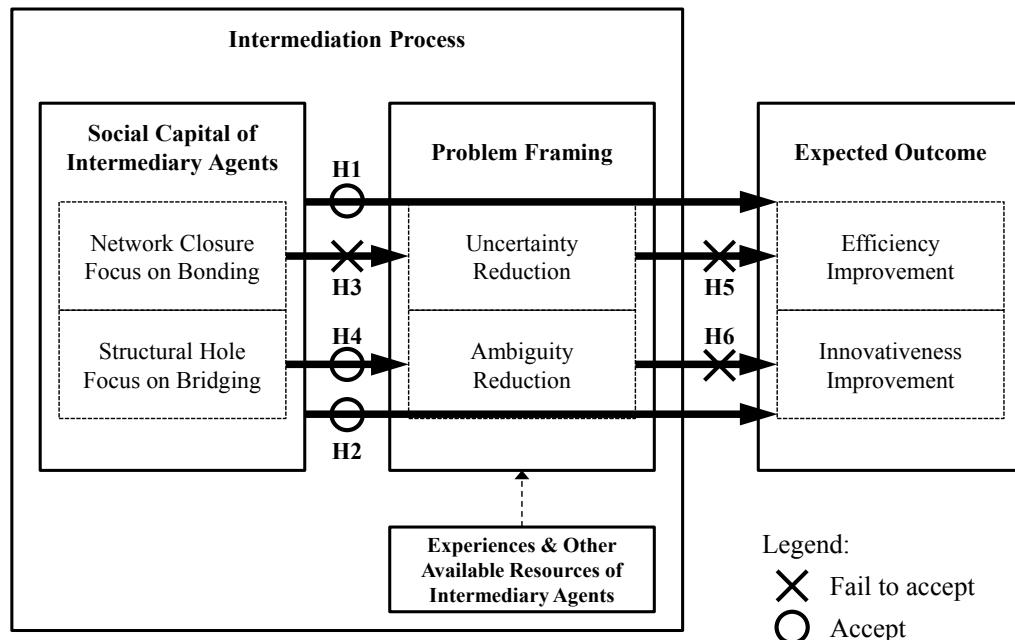 Intermediation Process
Social Capital of
Intermediary Agents
Problem Framing
Expected Outcome
H1
Network Closure
Focus on Bonding
Uncertainty
Reduction
Efficiency
Improvement
H3
H5
H4
H6
Structural Hole
Focus on Bridging
Ambiguity
Reduction
Innovativeness
Improvement
H2
Experiences & Other
Available Resources of
Intermediary Agents
Legend:
Fail to accept
Accept